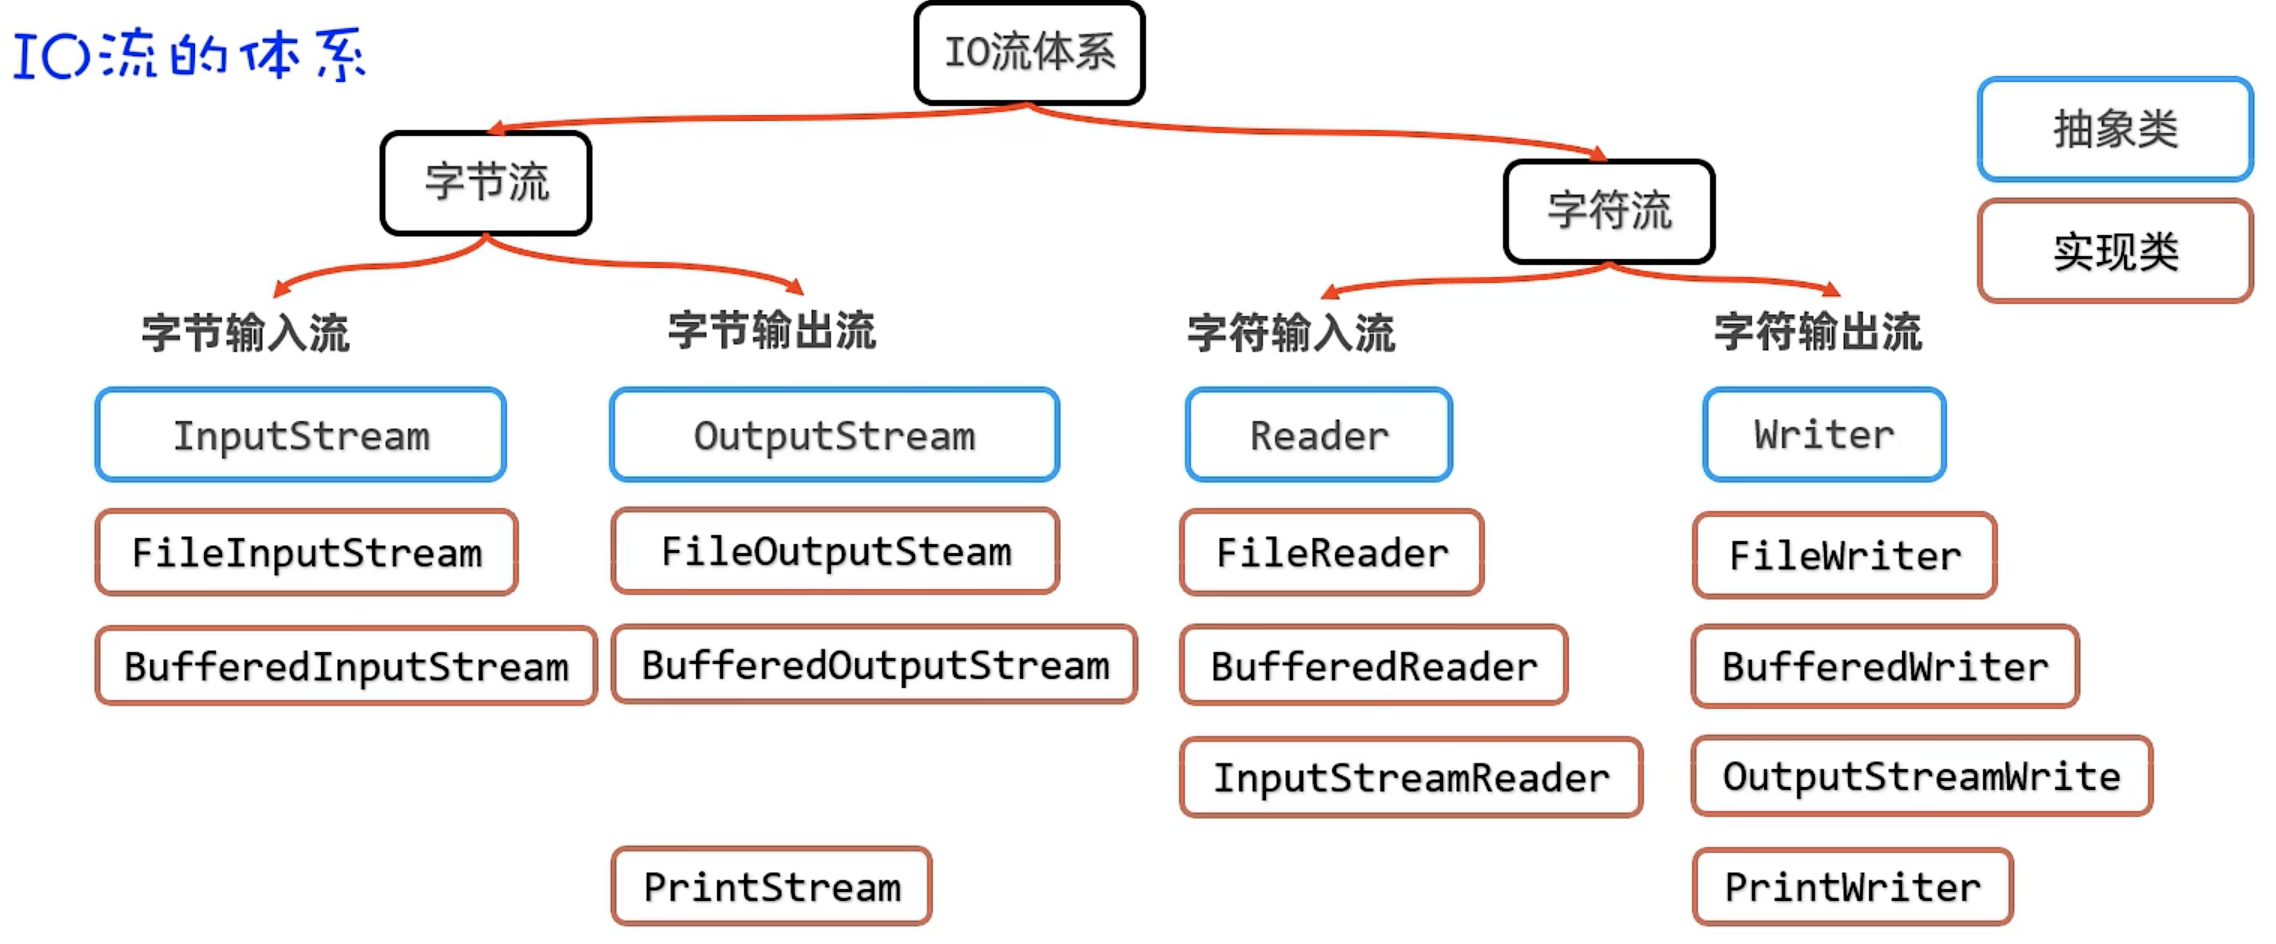 IO流的体系
IO流体系
抽象类
实现类
字节流
字符流
字节输入流
字节输出流
字符输入流
字符输出流
InputStream
OutputStream
Reader
Writer
FileInputStream
FileOutputSteam
FileReader
FileWriter
BufferedInputStream
BufferedOutputStream
BufferedReader
BufferedWriter
InputStreamReader
OutputStreamWrite
PrintStream
PrintWriter